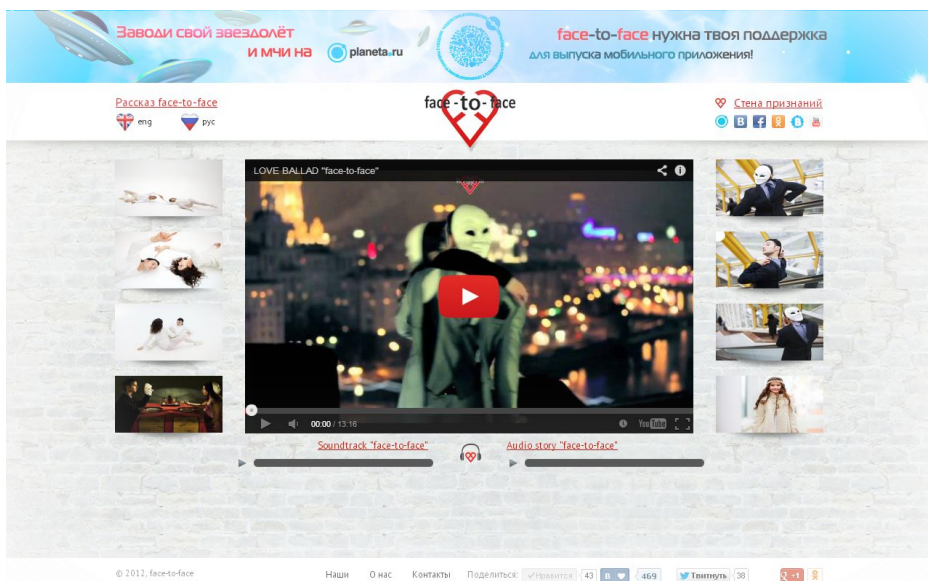 Заводи свой звездолёт
и мчи на planeta.ru
face-to-face нужна твоя поддержка
для выпуска мобильного приложения!
Рассказ face-to-face
eng рус
face-to-face
Стена признаний
LOVE BALLAD "face-to-face"
00:00 / 13:16
YouTube
Soundtrack "face-to-face"
Audio story "face-to-face"
© 2012, face-to-face
Наши О нас Контакты Поделиться: Нравится 43 В 469 Твитнуть 38 +1